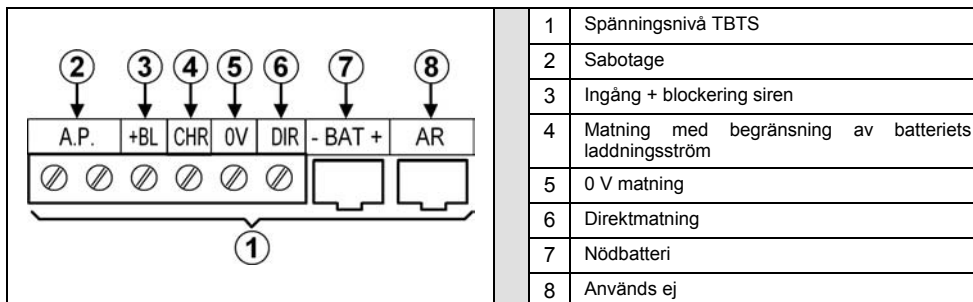 2 3 4 5 6 7 8
A.P. +BL CHR 0V DIR - BAT + AR
1
1 Spänningsnivå TBTS
2 Sabotage
3 Ingång + blockering siren
4 Matning med begränsning av batteriets
laddningsström
5 0 V matning
6 Direktmatning
7 Nödbatteri
8 Används ej